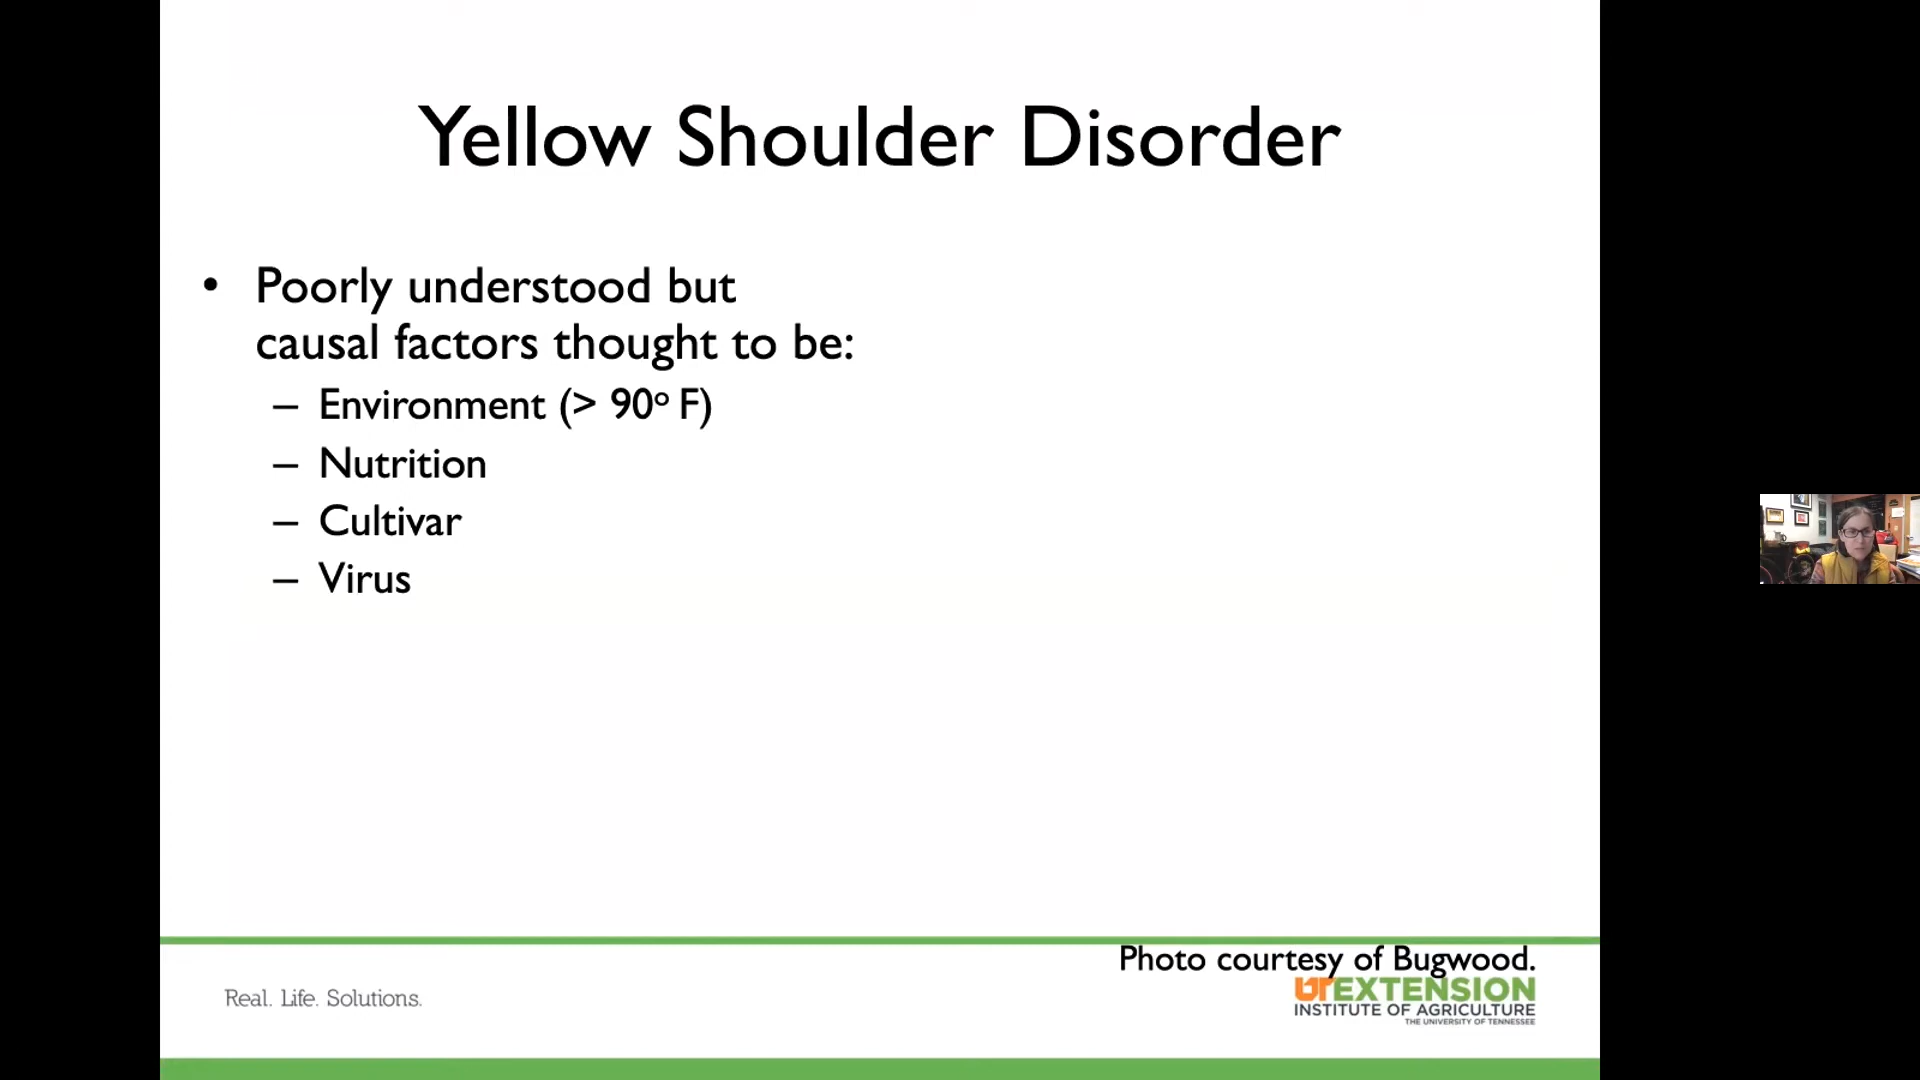 Yellow Shoulder Disorder
• Poorly understood but
causal factors thought to be:
– Environment (> 90º F)
– Nutrition
– Cultivar
– Virus
Photo courtesy of Bugwood.
Real. Life. Solutions.
UTEXTENSION
INSTITUTE OF AGRICULTURE
THE UNIVERSITY OF TENNESSEE